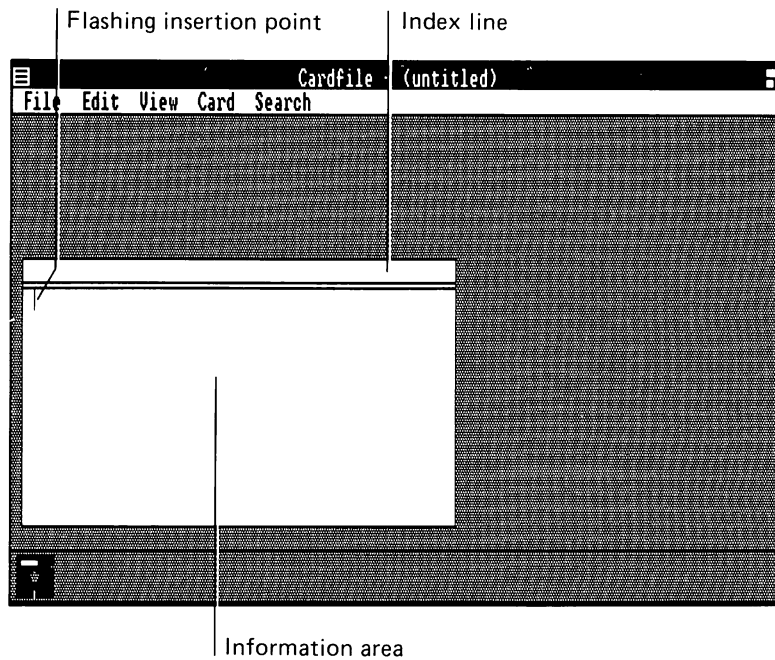 Flashing insertion point
Index line
Cardfile - (untitled)
File Edit View Card Search
Information area